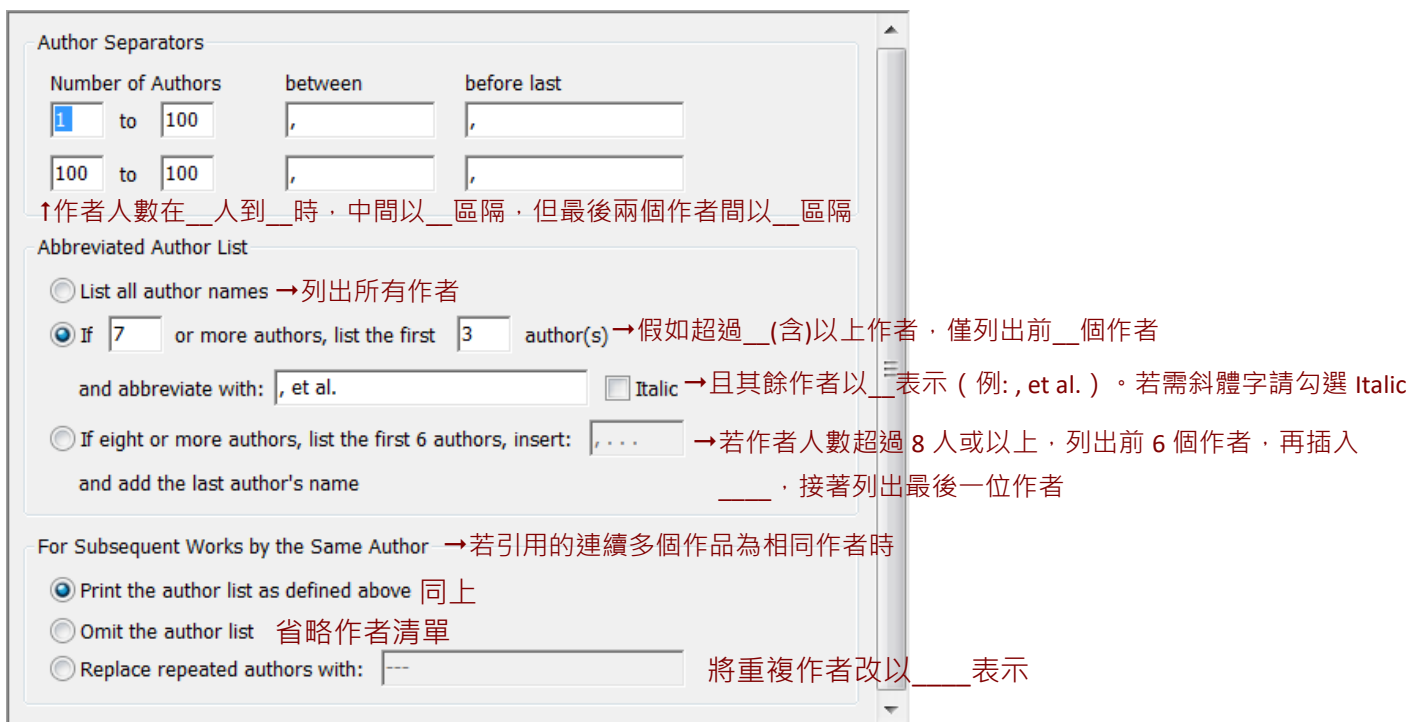 Author Separators
Number of Authors between before last
1 to 100 , ,
100 to 100 , ,
↑作者人數在__人到__時，中間以__區隔，但最後兩個作者間以__區隔
Abbreviated Author List
List all author names →列出所有作者
If 7 or more authors, list the first 3 author(s) →假如超過__(含)以上作者，僅列出前__個作者
and abbreviate with: , et al. Italic →且其餘作者以__表示（例: , et al.）。若需斜體字請勾選 Italic
If eight or more authors, list the first 6 authors, insert: , . . . →若作者人數超過 8 人或以上，列出前 6 個作者，再插入
and add the last author's name ____，接著列出最後一位作者
For Subsequent Works by the Same Author →若引用的連續多個作品為相同作者時
Print the author list as defined above 同上
Omit the author list 省略作者清單
Replace repeated authors with: --- 將重複作者改以____表示